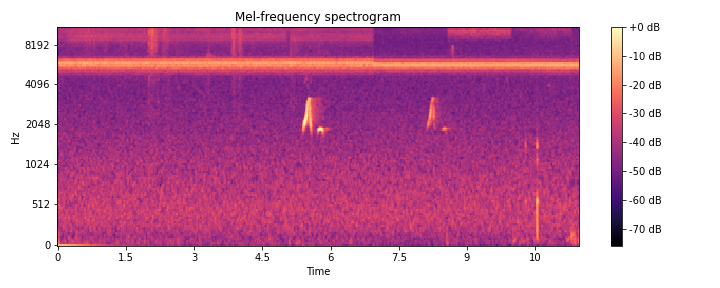 Mel-frequency spectrogram
+0 dB
8192
-10 dB
4096
-20 dB
-30 dB
Hz
2048
-40 dB
1024
-50 dB
512
-60 dB
-70 dB
0
0 1.5 3 4.5 6 7.5 9 10
Time